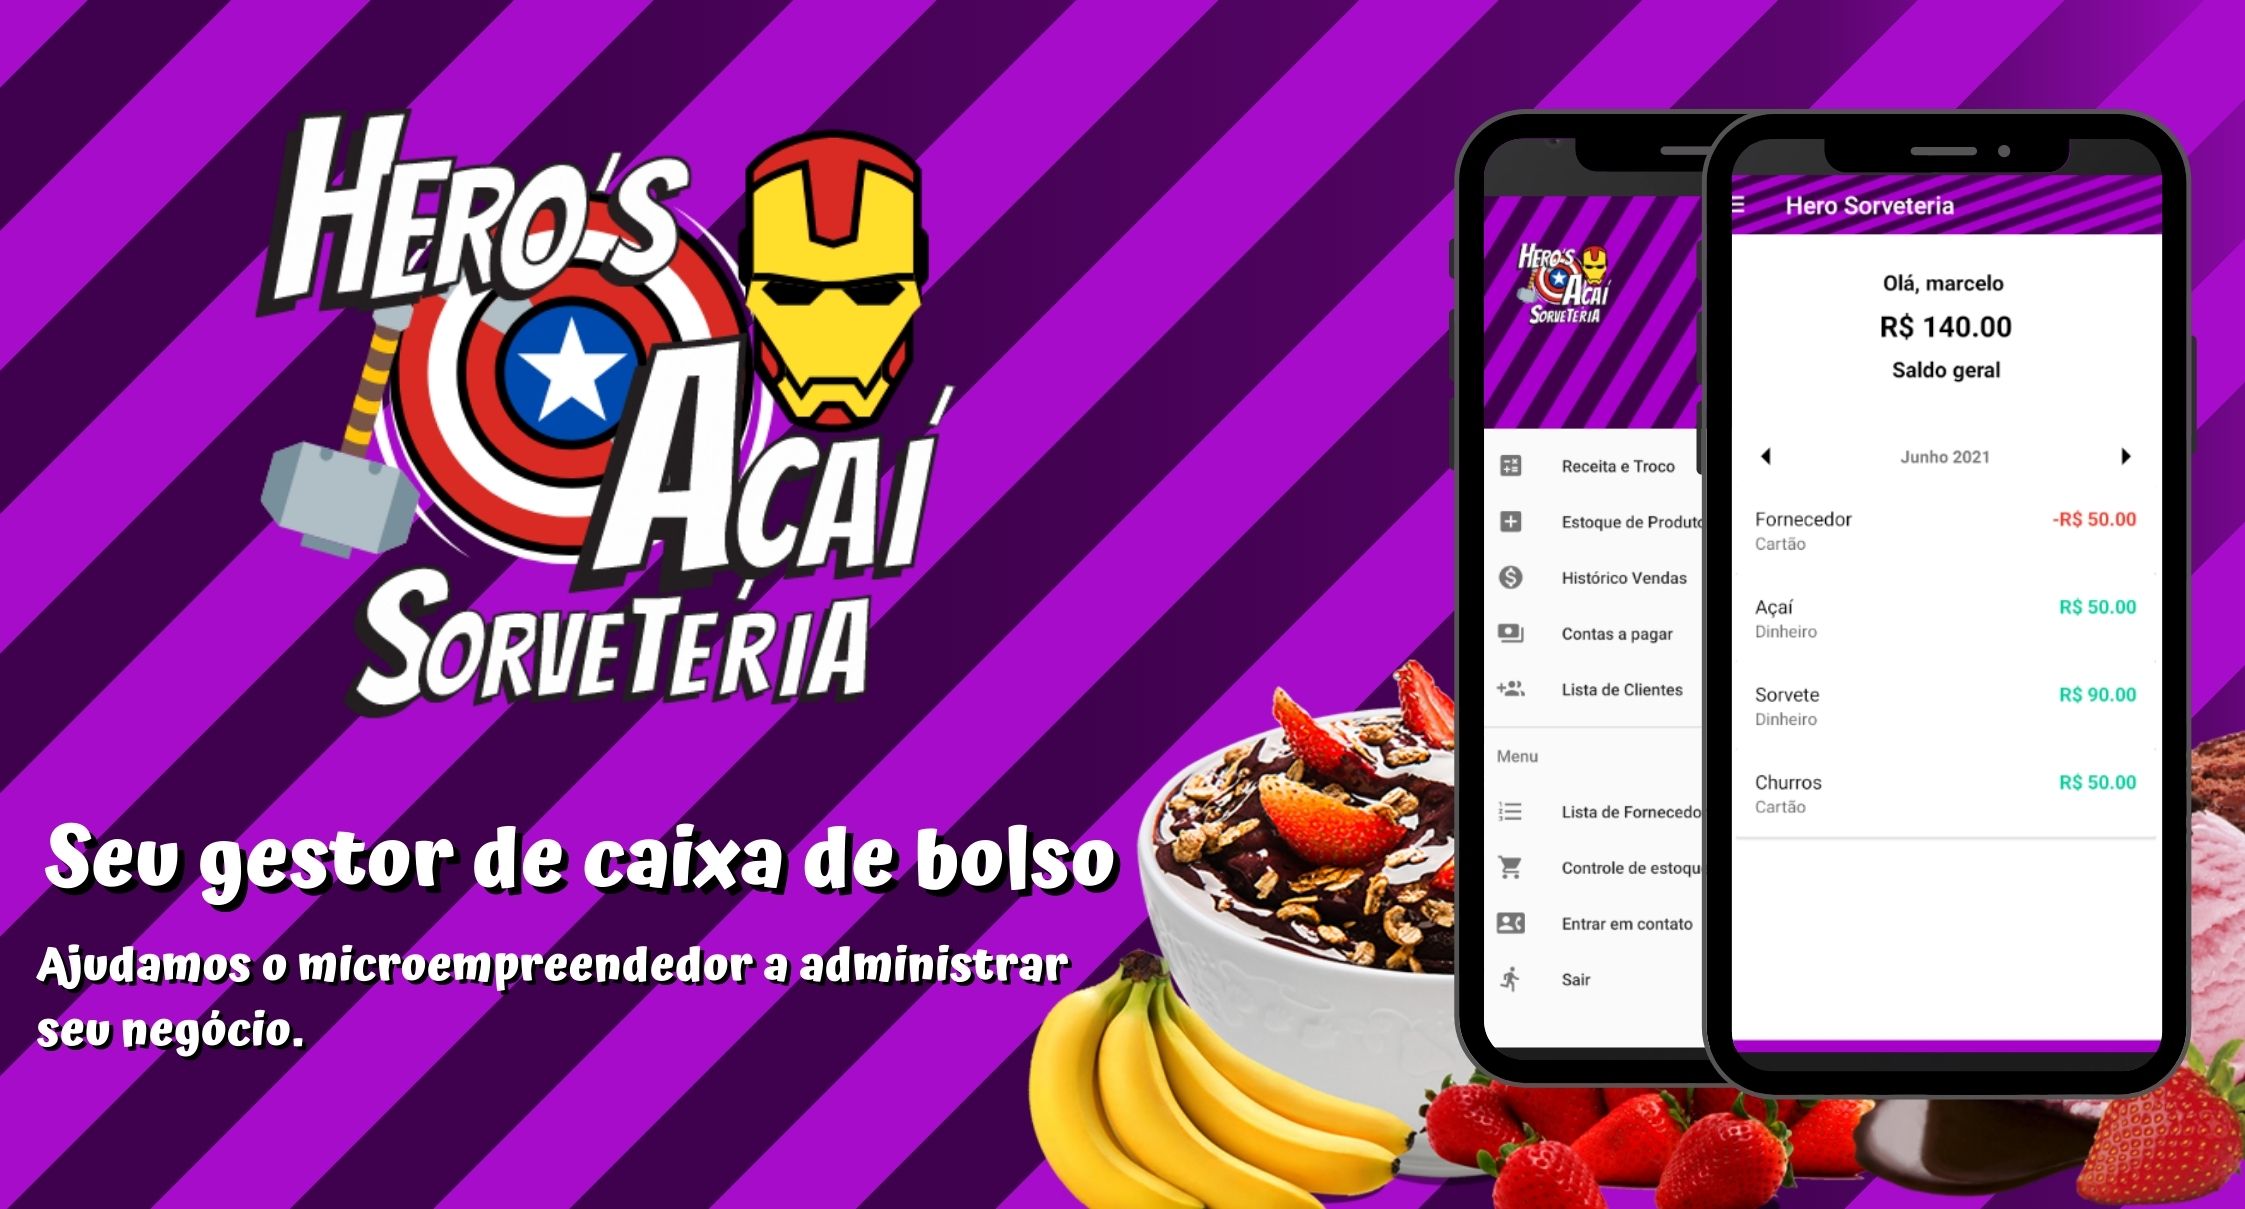 HERO'S
AÇAÍ
SORVETERIA
Seu gestor de caixa de bolso
Ajudamos o microempreendedor a administrar
seu negócio.
HERO'S
AÇAÍ
SORVETERIA
Receita e Troco
Estoque de Produto
Histórico Vendas
Contas a pagar
Lista de Clientes
Menu
Lista de Fornecedo
Controle de estoqu
Entrar em contato
Sair
Hero Sorveteria
Olá, marcelo
R$ 140.00
Saldo geral
Junho 2021
Fornecedor -R$ 50.00
Cartão
Açaí R$ 50.00
Dinheiro
Sorvete R$ 90.00
Dinheiro
Churros R$ 50.00
Cartão